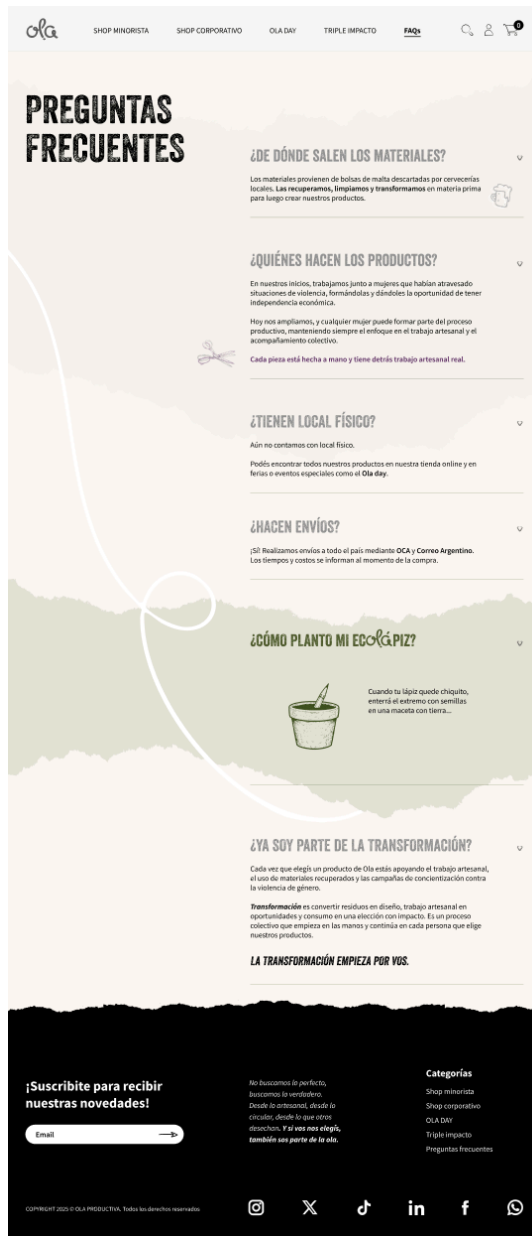 ola
SHOP MINORISTA
SHOP CORPORATIVO
OLA DAY
TRIPLE IMPACTO
FAQs
0
PREGUNTAS
FRECUENTES
¿DE DÓNDE SALEN LOS MATERIALES?
Los materiales provienen de bolsas de malta descartadas por cervecerías
locales. Las recuperamos, limpiamos y transformamos en materia prima
para luego crear nuestros productos.
¿QUIÉNES HACEN LOS PRODUCTOS?
En nuestros inicios, trabajamos junto a mujeres que habían atravesado
situaciones de violencia, formándolas y dándoles la oportunidad de tener
independencia económica.
Hoy nos ampliamos, y cualquier mujer puede formar parte del proceso
productivo, manteniendo siempre el enfoque en el trabajo artesanal y el
acompañamiento colectivo.
Cada pieza está hecha a mano y tiene detrás trabajo artesanal real.
¿TIENEN LOCAL FÍSICO?
Aún no contamos con local físico.
Podés encontrar todos nuestros productos en nuestra tienda online y en
ferias o eventos especiales como el Ola day.
¿HACEN ENVÍOS?
¡Sí! Realizamos envíos a todo el país mediante OCA y Correo Argentino.
Los tiempos y costos se informan al momento de la compra.
¿CÓMO PLANTO MI ECOLÁPIZ?
Cuando tu lápiz quede chiquito,
enterrá el extremo con semillas
en una maceta con tierra...
¿YA SOY PARTE DE LA TRANSFORMACIÓN?
Cada vez que elegís un producto de Ola estás apoyando el trabajo artesanal,
el uso de materiales recuperados y las campañas de concientización contra
la violencia de género.
Transformación es convertir residuos en diseño, trabajo artesanal en
oportunidades y consumo en una elección con impacto. Es un proceso
colectivo que empieza en las manos y continúa en cada persona que elige
nuestros productos.
LA TRANSFORMACIÓN EMPIEZA POR VOS.
¡Suscribite para recibir
nuestras novedades!
Email
No buscamos lo perfecto,
buscamos lo verdadero.
Desde lo artesanal, desde lo
circular, desde lo que otros
desechan. Y si vos nos elegís,
también sos parte de la ola.
Categorías
Shop minorista
Shop corporativo
OLA DAY
Triple impacto
Preguntas frecuentes
COPYRIGHT 2025 © OLA PRODUCTIVA. Todos los derechos reservados